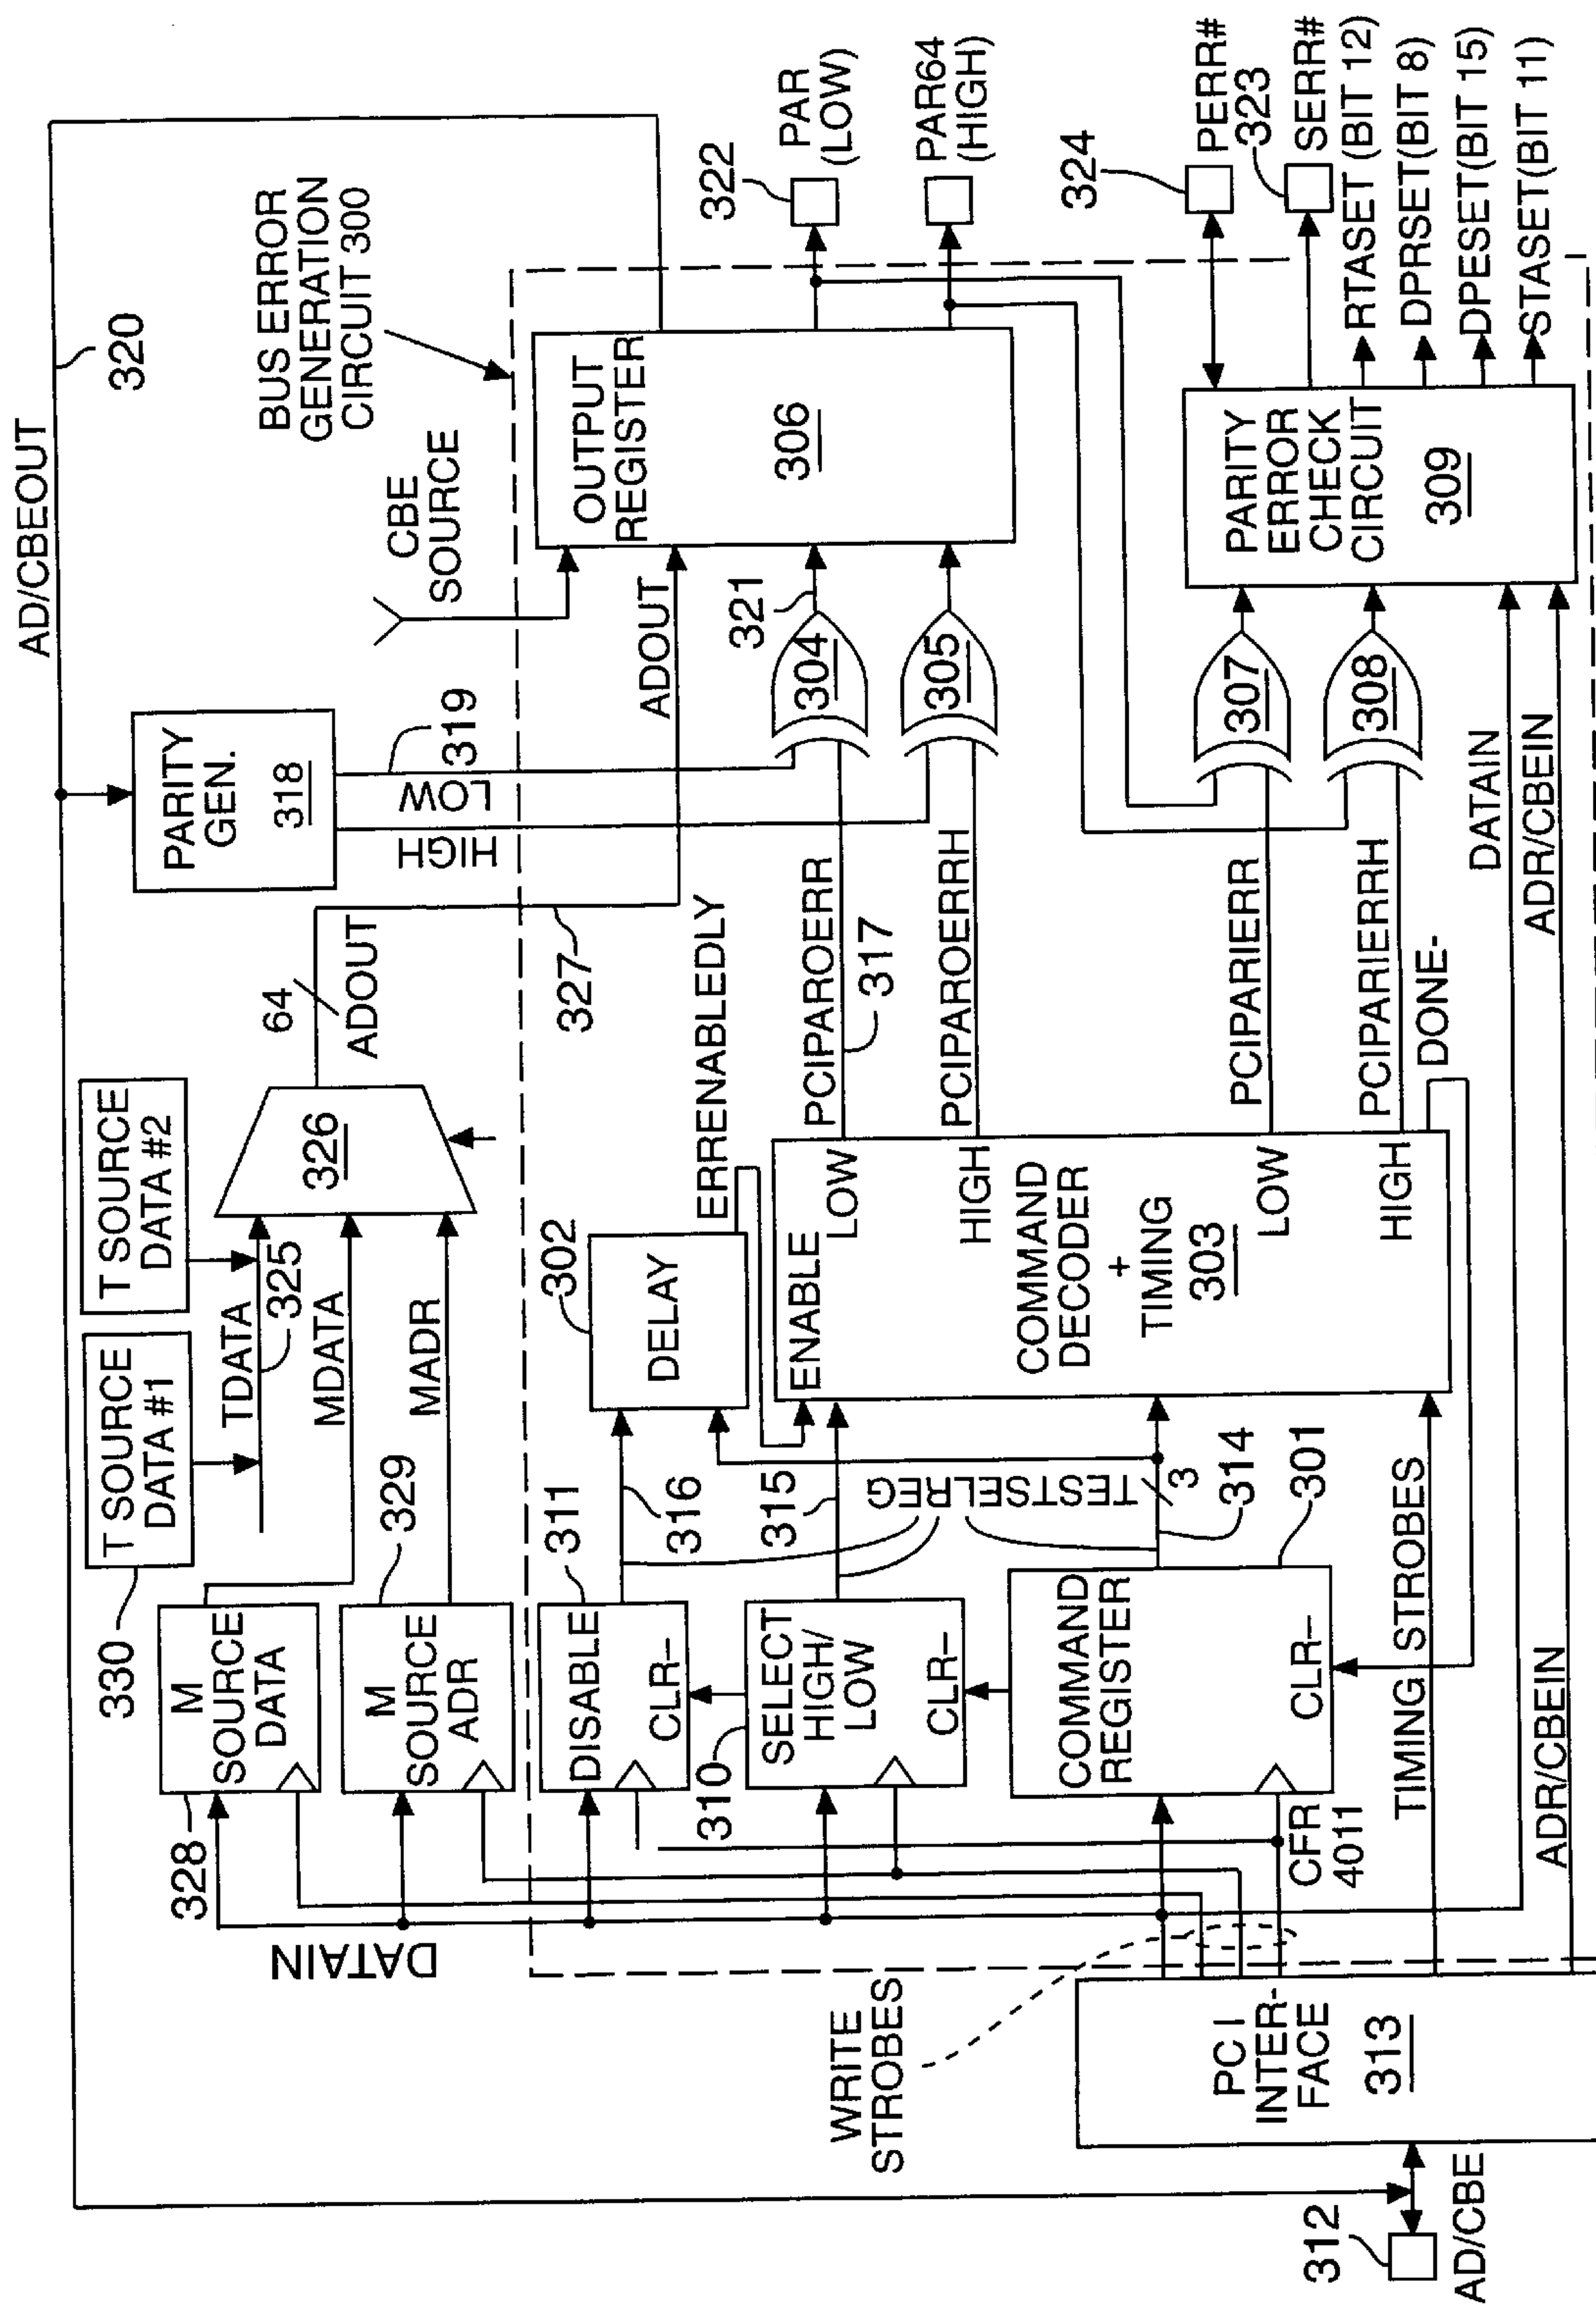 AD/CBEOUT
320
BUS ERROR
GENERATION
CIRCUIT 300
CBE
SOURCE
PARITY
GEN.
318
LOW
HIGH
319
ADOUT
64
ADOUT
327
T SOURCE
DATA #1
330
T SOURCE
DATA #2
TDATA
325
MDATA
MADR
326
M
SOURCE
DATA
328
M
SOURCE
ADR
329
DATAIN
DISABLE
CLR–
311
316
SELECT
HIGH/
LOW
CLR–
310
315
COMMAND
REGISTER
CLR–
301
314
3
TESTSELREG
CFR
4011
DELAY
302
ERRENABLEDLY
ENABLE
LOW
HIGH
COMMAND
DECODER
+
TIMING
303
LOW
HIGH
PCIPAROERR
317
PCIPAROERRH
PCIPARIERR
PCIPARIERRH
DONE-
304
321
305
307
308
OUTPUT
REGISTER
306
322
PAR
(LOW)
PAR64
(HIGH)
PARITY
ERROR
CHECK
CIRCUIT
309
324
PERR#
323
SERR#
RTASET (BIT 12)
DPRSET(BIT 8)
DPESET(BIT 15)
STASET(BIT 11)
DATAIN
ADR/CBEIN
TIMING STROBES
ADR/CBEIN
WRITE
STROBES
PCI
INTER-
FACE
313
312
AD/CBE